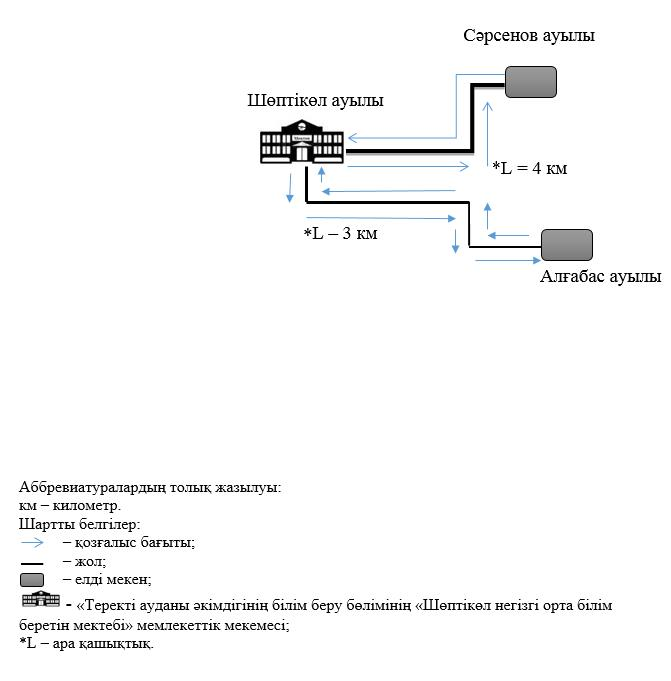 Сәрсенов ауылы
Шөптікөл ауылы
*L = 4 км
*L – 3 км
Алғабас ауылы
Аббревиатуралардың толық жазылуы:
км – километр.
Шартты белгілер:
– қозғалыс бағыты;
– жол;
– елді мекен;
- «Теректі ауданы әкімдігінің білім беру бөлімінің «Шөптікөл негізгі орта білім
беретін мектебі» мемлекеттік мекемесі;
*L – ара қашықтық.